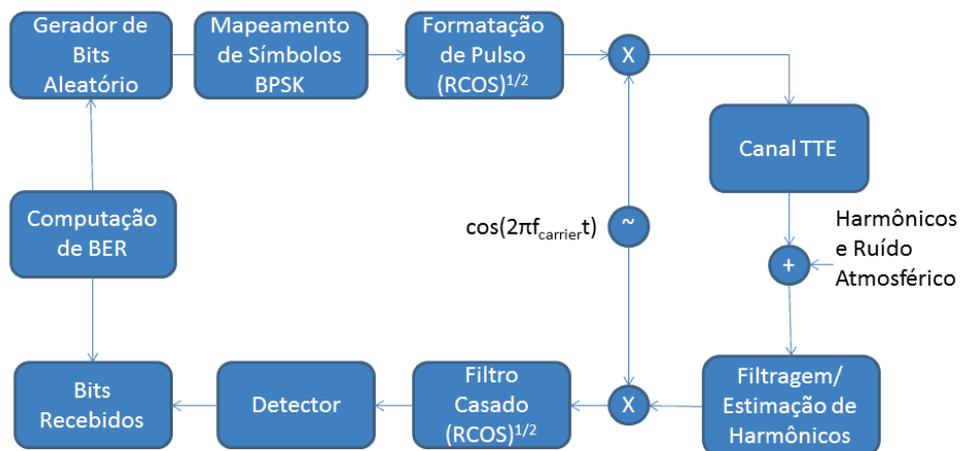 Gerador de
Bits
Aleatório
Mapeamento
de Símbolos
BPSK
Formatação
de Pulso
(RCOS)^1/2
X
Canal TTE
Computação
de BER
cos(2πf_carrier t)
~
Harmônicos
e Ruído
Atmosférico
+
Bits
Recebidos
Detector
Filtro
Casado
(RCOS)^1/2
X
Filtragem/
Estimação de
Harmônicos